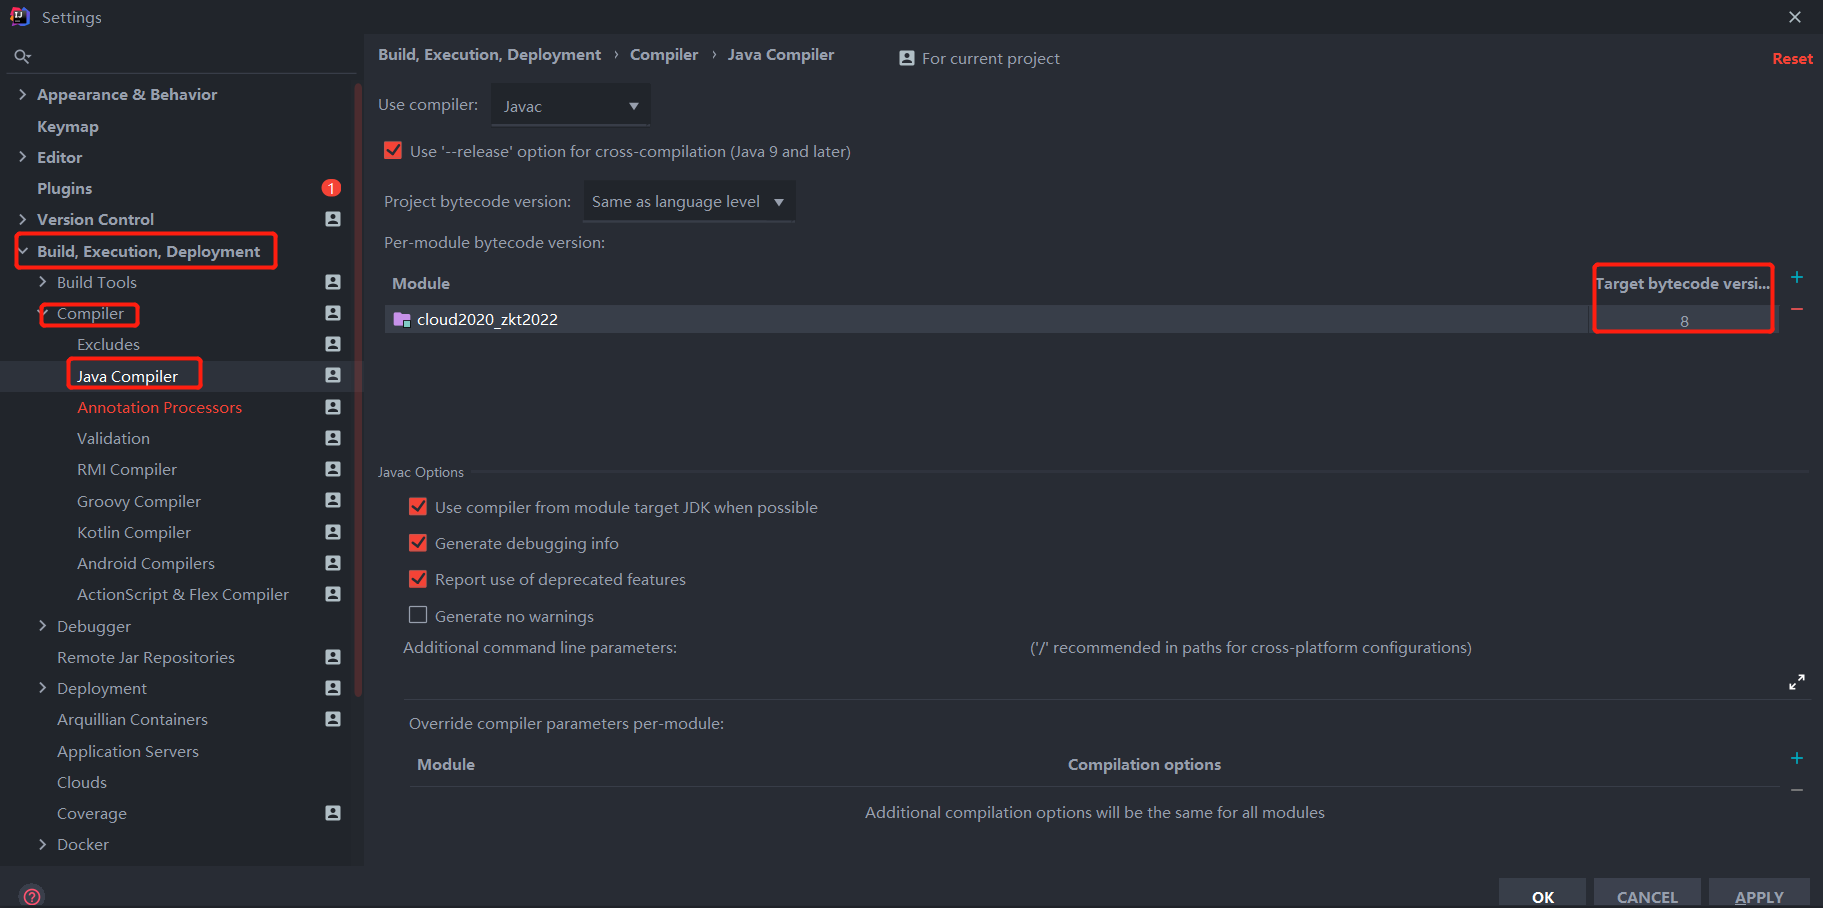 Settings
Appearance & Behavior
Keymap
Editor
Plugins
1
Version Control
Build, Execution, Deployment
Build Tools
Compiler
Excludes
Java Compiler
Annotation Processors
Validation
RMI Compiler
Groovy Compiler
Kotlin Compiler
Android Compilers
ActionScript & Flex Compiler
Debugger
Remote Jar Repositories
Deployment
Arquillian Containers
Application Servers
Clouds
Coverage
Docker
Build, Execution, Deployment › Compiler › Java Compiler
For current project
Reset
Use compiler: Javac
Use '--release' option for cross-compilation (Java 9 and later)
Project bytecode version: Same as language level
Per-module bytecode version:
Module Target bytecode versi...
cloud2020_zkt2022 8
Javac Options
Use compiler from module target JDK when possible
Generate debugging info
Report use of deprecated features
Generate no warnings
Additional command line parameters: ('/' recommended in paths for cross-platform configurations)
Override compiler parameters per-module:
Module Compilation options
Additional compilation options will be the same for all modules
?
OK CANCEL APPLY